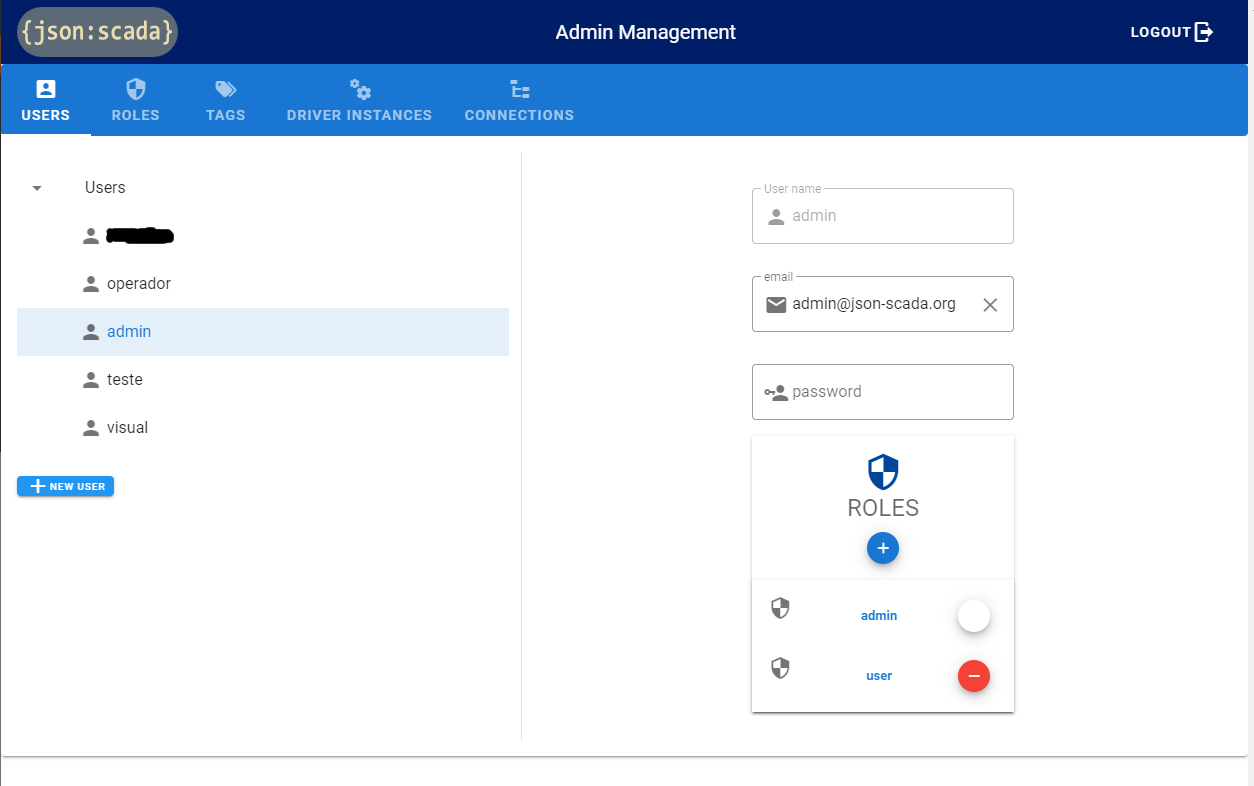 {json:scada}
Admin Management
LOGOUT
USERS
ROLES
TAGS
DRIVER INSTANCES
CONNECTIONS
Users
operador
admin
teste
visual
NEW USER
User name
admin
email
admin@json-scada.org
password
ROLES
admin
user